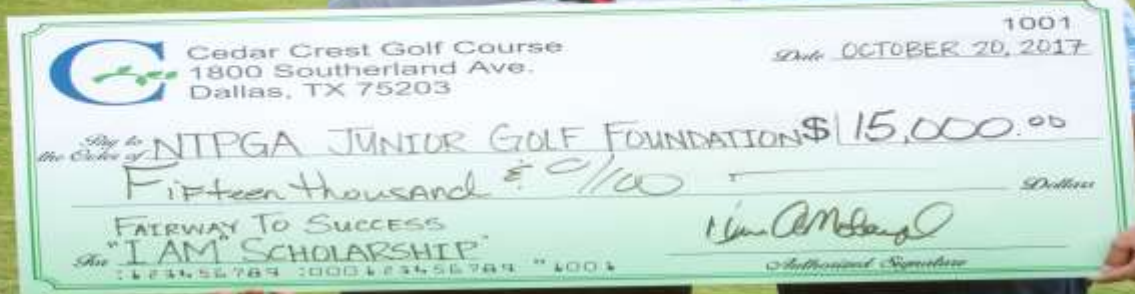 1001
Cedar Crest Golf Course
1800 Southerland Ave.
Dallas, TX 75203
Date OCTOBER 20, 2017
Pay to the Order of NTPGA JUNIOR GOLF FOUNDATION $ 15,000.00
Fifteen thousand & 0/100 Dollars
FAIRWAY TO SUCCESS
For "I AM" SCHOLARSHIP
Authorized Signature